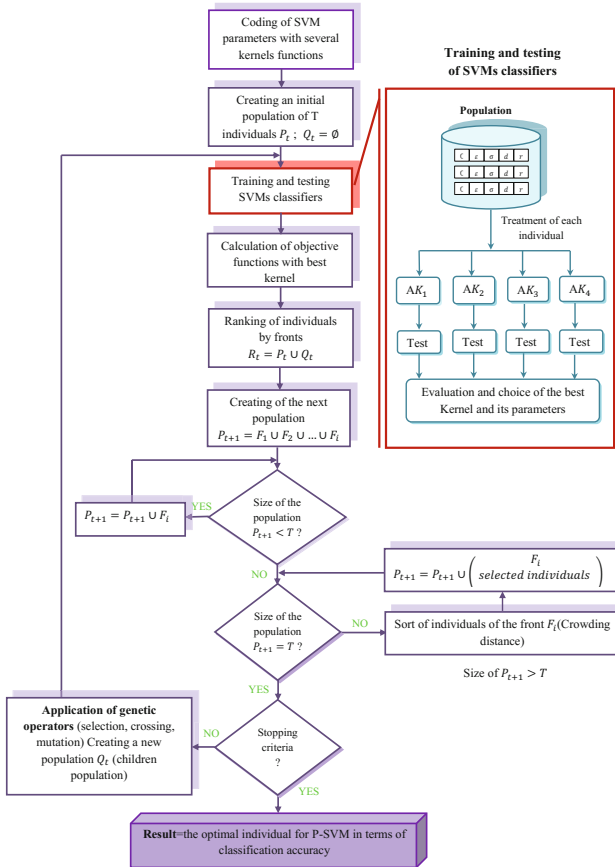 Coding of SVM
parameters with several
kernels functions
Creating an initial
population of T
individuals P_t ; Q_t = ∅
Training and testing
SVMs classifiers
Calculation of objective
functions with best
kernel
Ranking of individuals
by fronts
R_t = P_t ∪ Q_t
Creating of the next
population
P_{t+1} = F_1 ∪ F_2 ∪ … ∪ F_i
Size of the
population
P_{t+1} < T ?
YES
P_{t+1} = P_{t+1} ∪ F_i
NO
Size of the
population
P_{t+1} = T ?
NO
Sort of individuals of the front F_i(Crowding
distance)
Size of P_{t+1} > T
P_{t+1} = P_{t+1} ∪ ( F_i
selected individuals )
YES
Stopping
criteria
?
NO
Application of genetic
operators (selection, crossing,
mutation) Creating a new
population Q_t (children
population)
YES
Result=the optimal individual for P-SVM in terms of
classification accuracy
Training and testing
of SVMs classifiers
Population
ε σ d r
ε σ d r
ε σ d r
Treatment of each
individual
AK_1 AK_2 AK_3 AK_4
Test Test Test Test
Evaluation and choice of the best
Kernel and its parameters